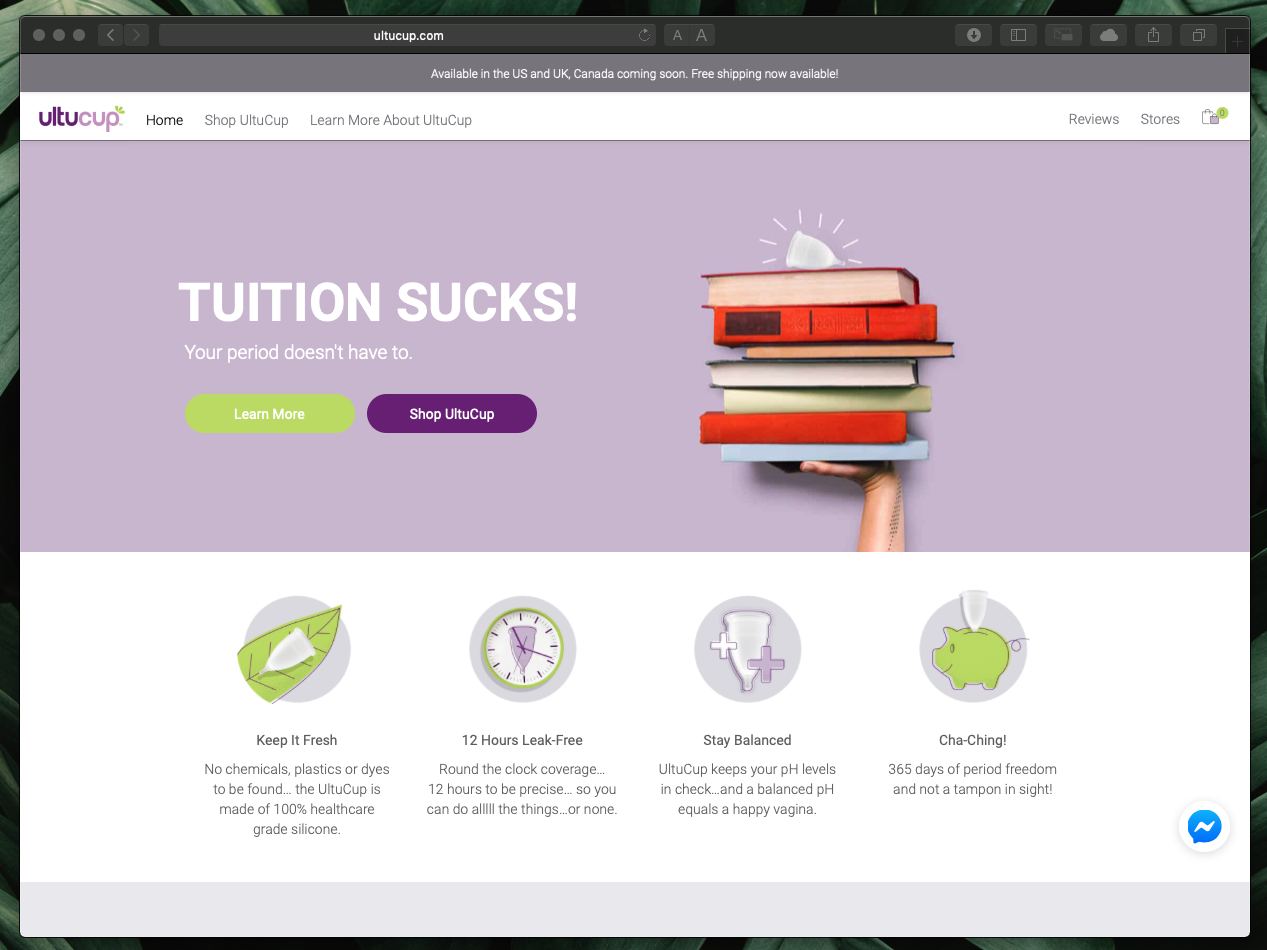 ultucup.com
A A
Available in the US and UK, Canada coming soon. Free shipping now available!
ultucup
Home Shop UltuCup Learn More About UltuCup
Reviews Stores 0
TUITION SUCKS!
Your period doesn't have to.
Learn More Shop UltuCup
Keep It Fresh
No chemicals, plastics or dyes
to be found... the UltuCup is
made of 100% healthcare
grade silicone.
12 Hours Leak-Free
Round the clock coverage...
12 hours to be precise... so you
can do alllll the things...or none.
Stay Balanced
UltuCup keeps your pH levels
in check...and a balanced pH
equals a happy vagina.
Cha-Ching!
365 days of period freedom
and not a tampon in sight!